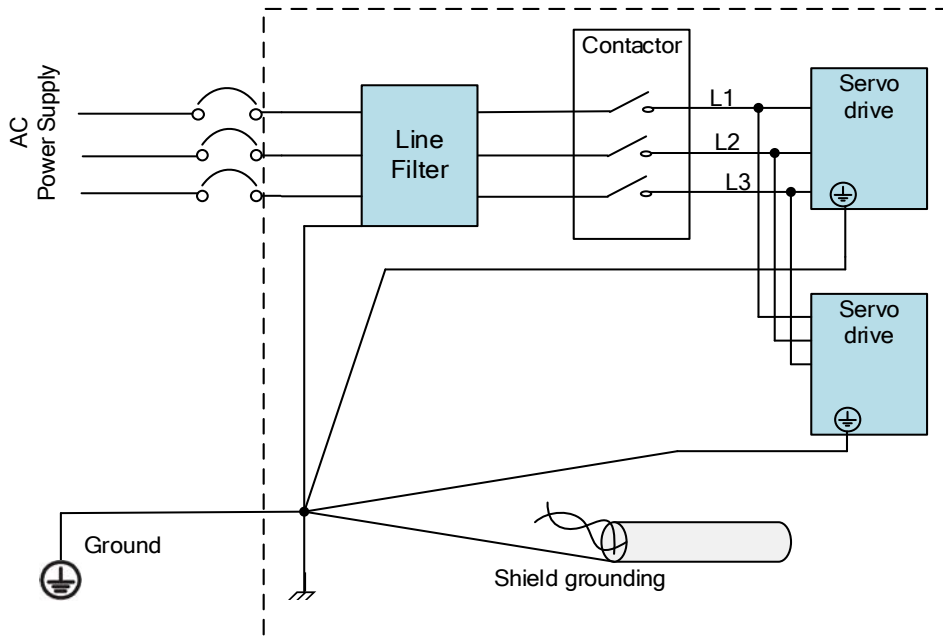 Contactor
AC
Power Supply
Line
Filter
L1
L2
L3
Servo
drive
Servo
drive
Ground
Shield grounding